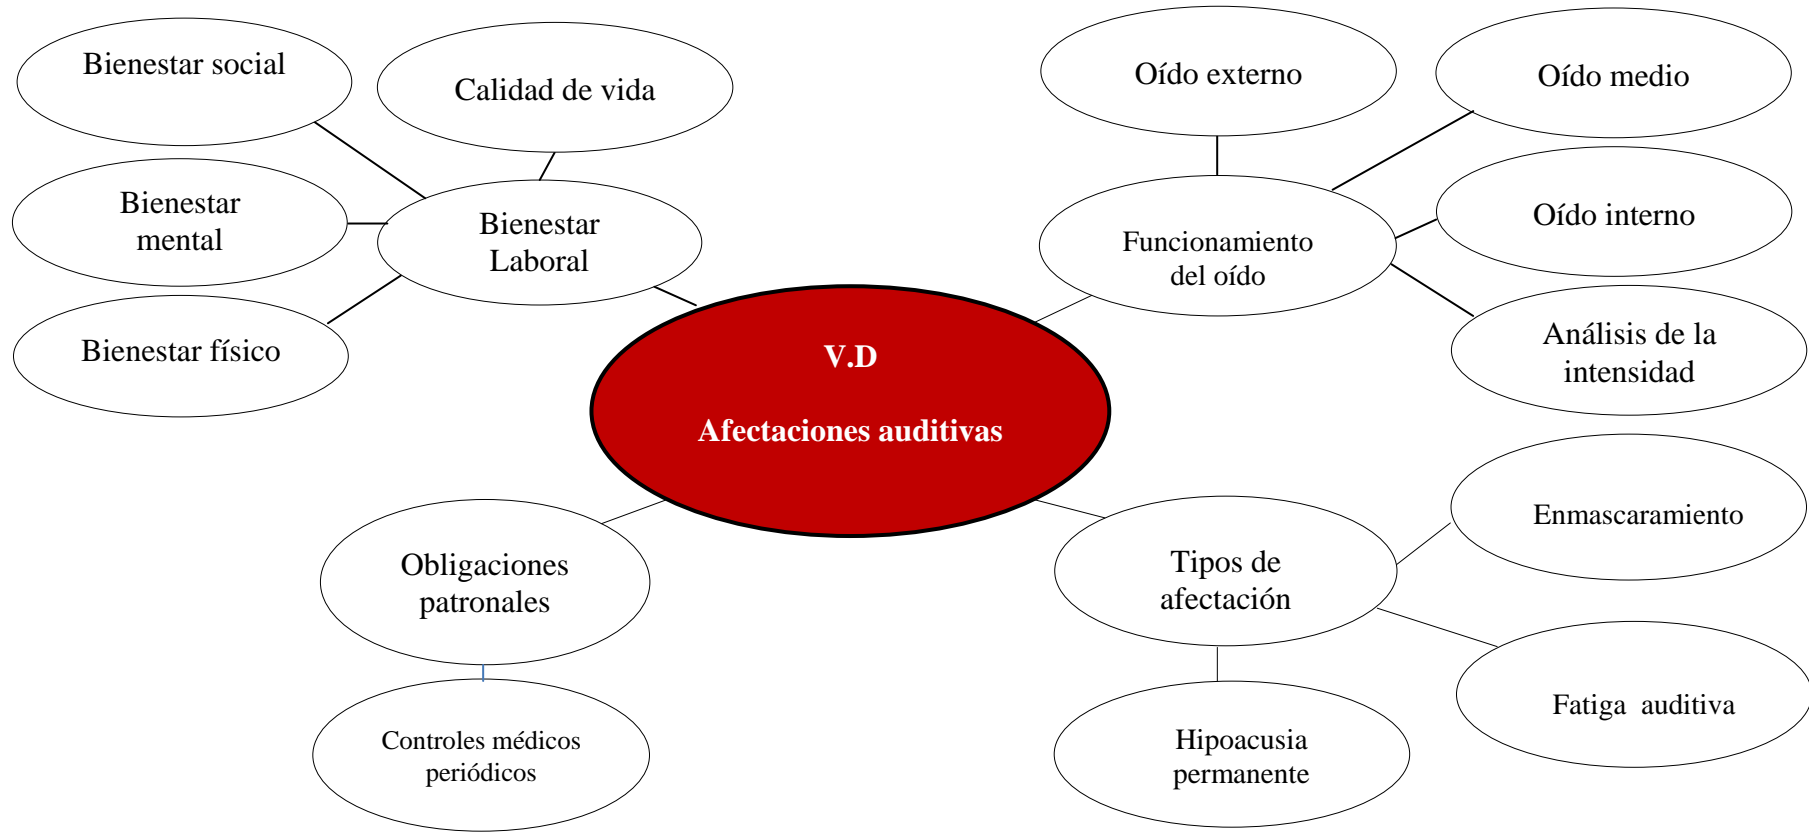 Bienestar social
Calidad de vida
Oído externo
Oído medio
Bienestar
mental
Bienestar
Laboral
Funcionamiento
del oído
Oído interno
Bienestar físico
Análisis de la
intensidad
V.D
Afectaciones auditivas
Obligaciones
patronales
Tipos de
afectación
Enmascaramiento
Controles médicos
periódicos
Hipoacusia
permanente
Fatiga auditiva